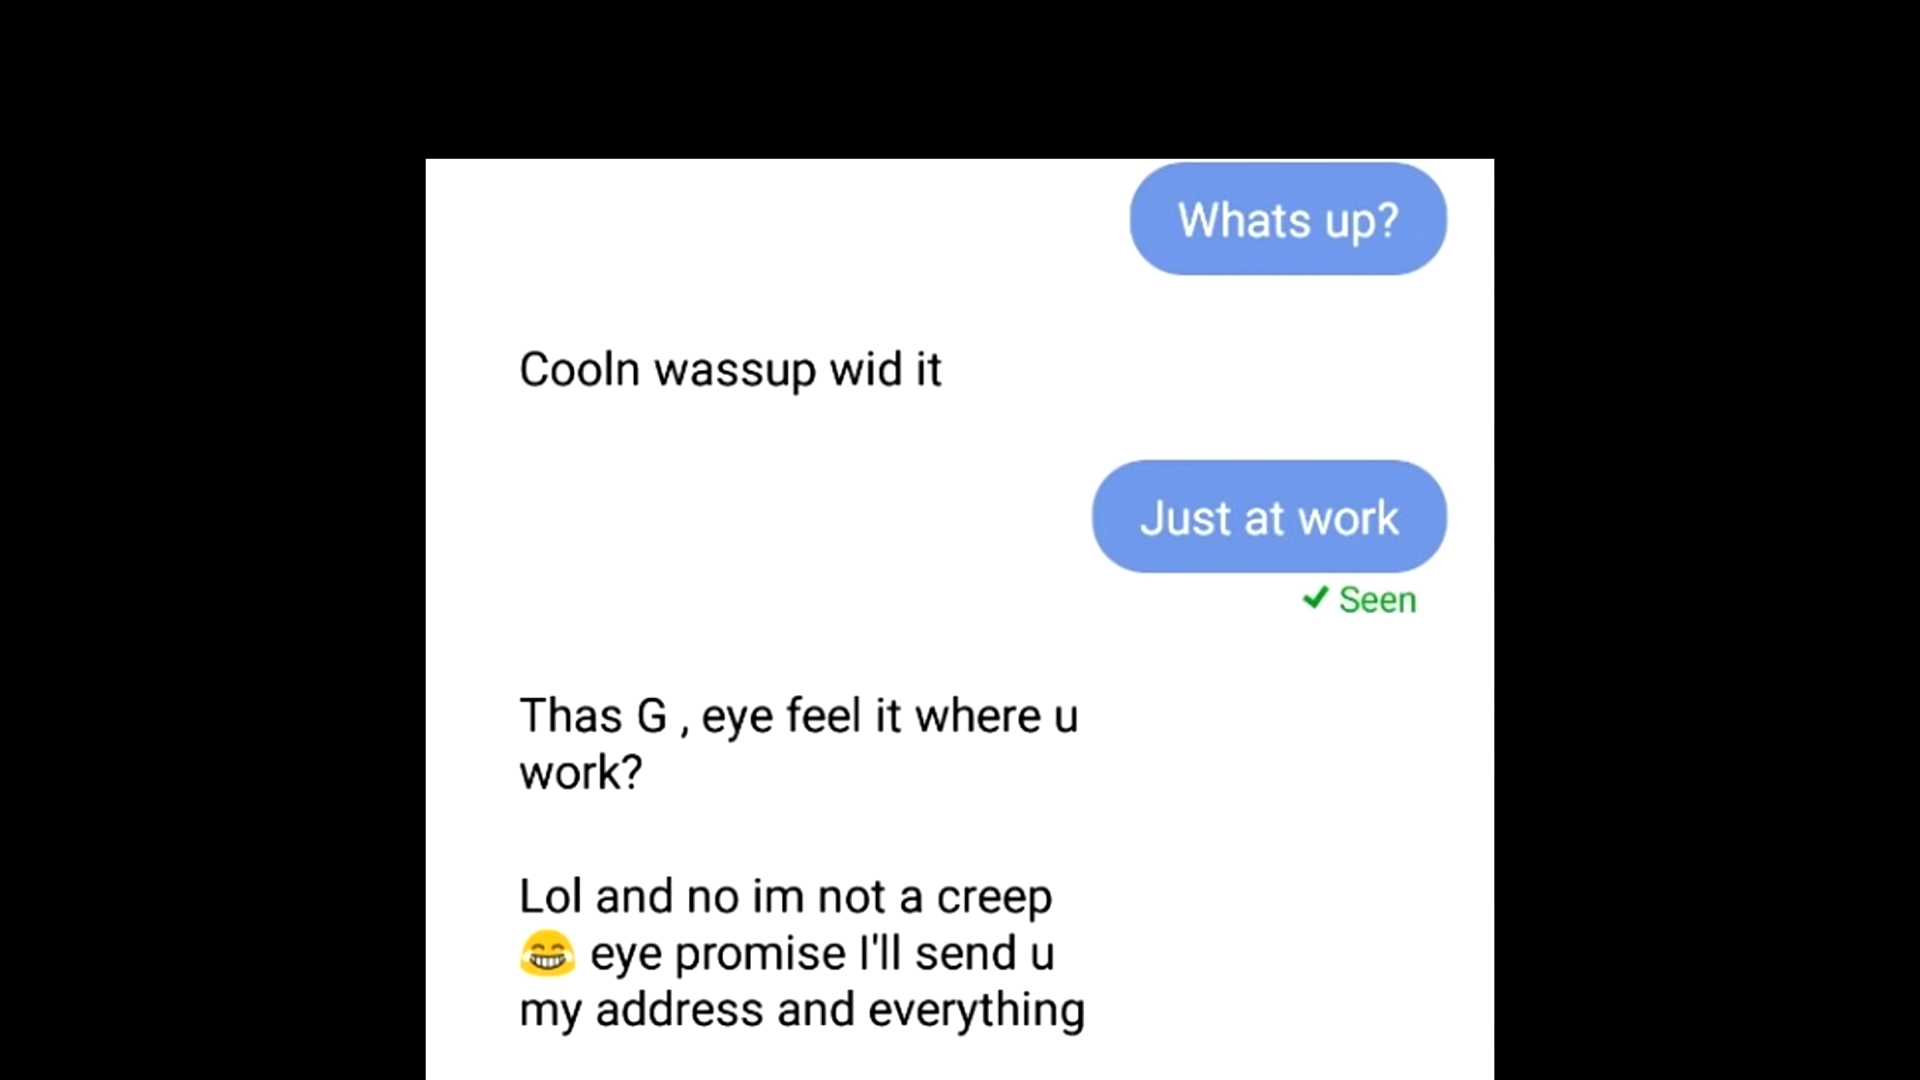 Whats up?
Cooln wassup wid it
Just at work
✔ Seen
Thas G , eye feel it where u
work?
Lol and no im not a creep
😂 eye promise I'll send u
my address and everything